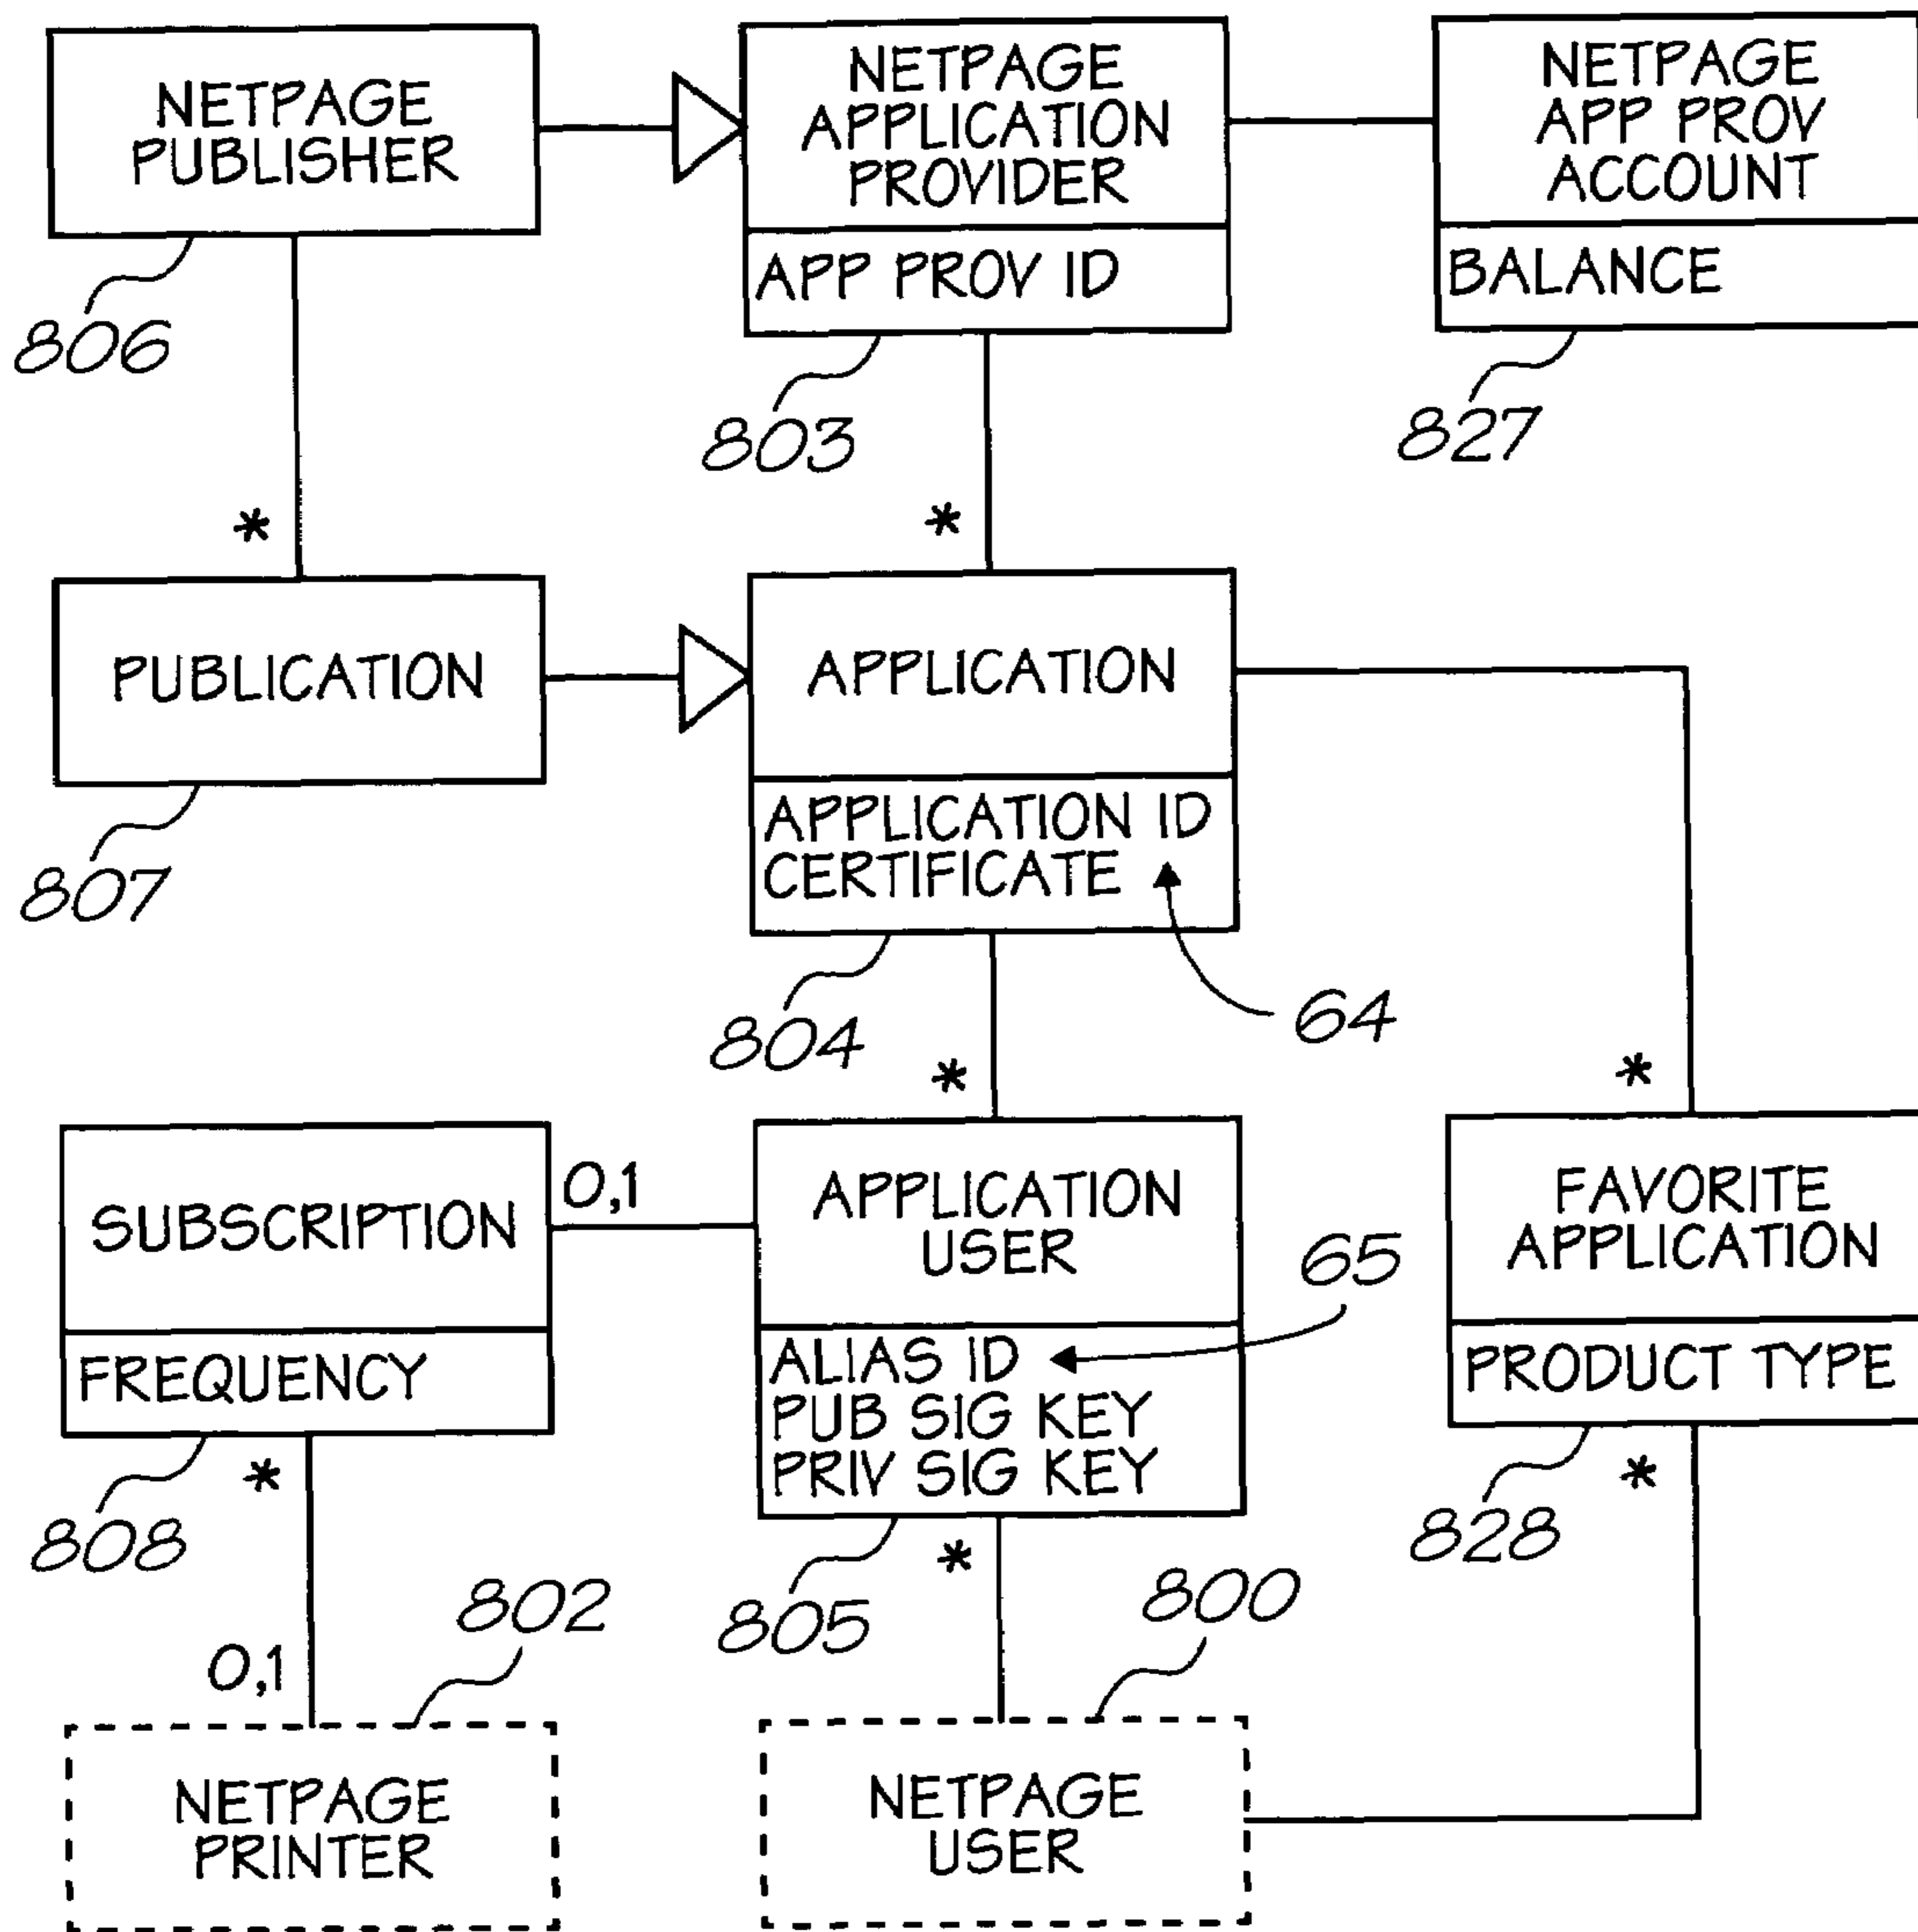 NETPAGE
PUBLISHER
NETPAGE
APPLICATION
PROVIDER
APP PROV ID
NETPAGE
APP PROV
ACCOUNT
BALANCE
806
803
827
*
*
PUBLICATION
APPLICATION
APPLICATION ID
CERTIFICATE
807
804
64
*
*
SUBSCRIPTION
FREQUENCY
0,1
APPLICATION
USER
ALIAS ID
PUB SIG KEY
PRIV SIG KEY
65
FAVORITE
APPLICATION
PRODUCT TYPE
808
*
805
*
828
*
802
800
0,1
NETPAGE
PRINTER
NETPAGE
USER